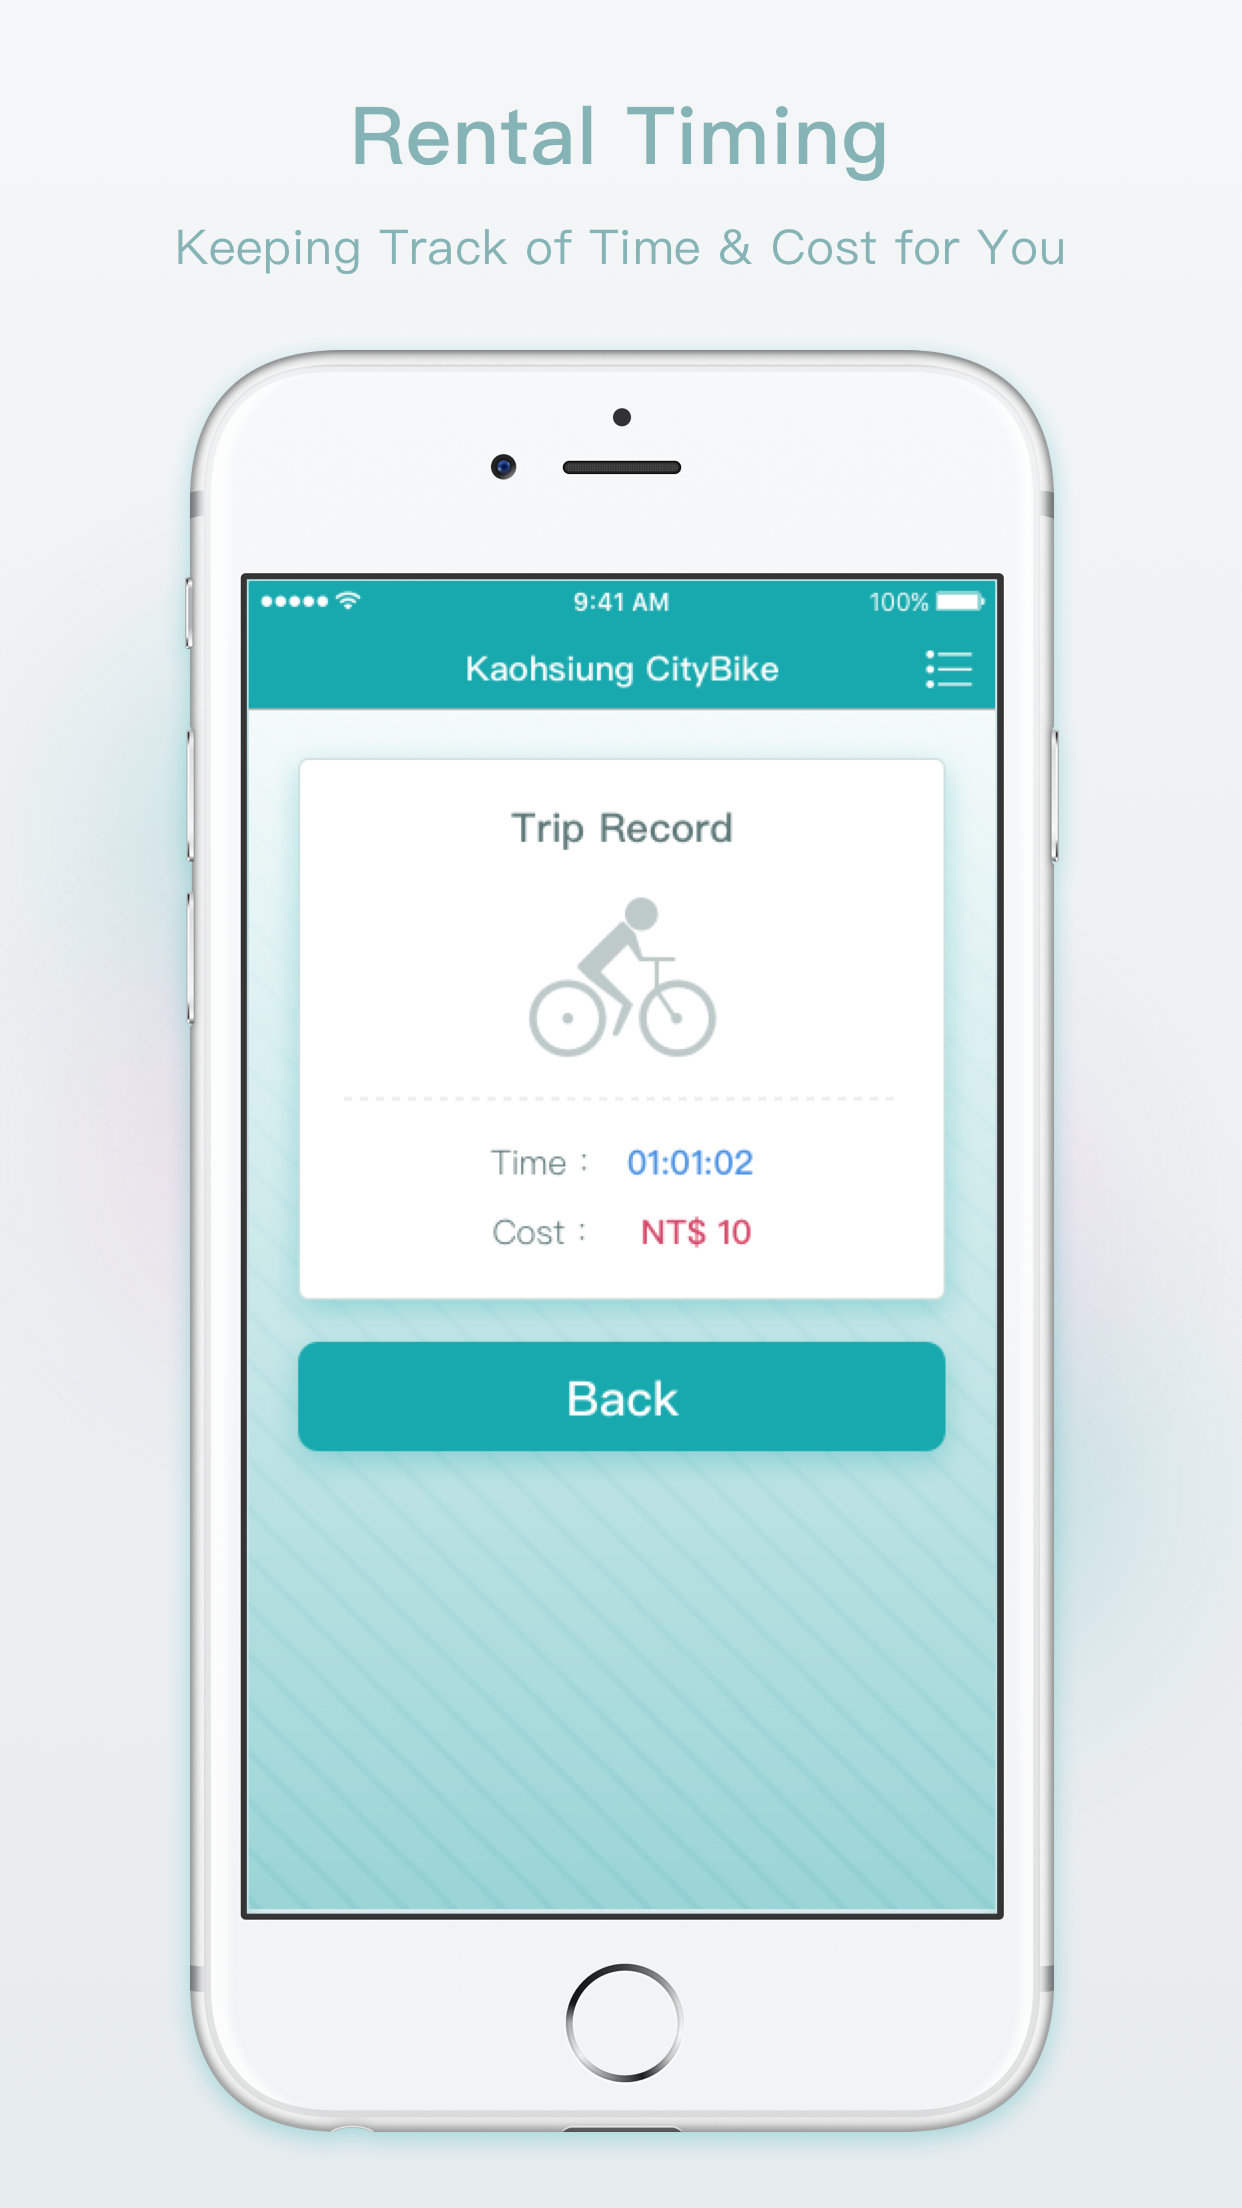 Rental Timing
Keeping Track of Time & Cost for You
9:41 AM
100%
Kaohsiung CityBike
Trip Record
Time : 01:01:02
Cost : NT$ 10
Back